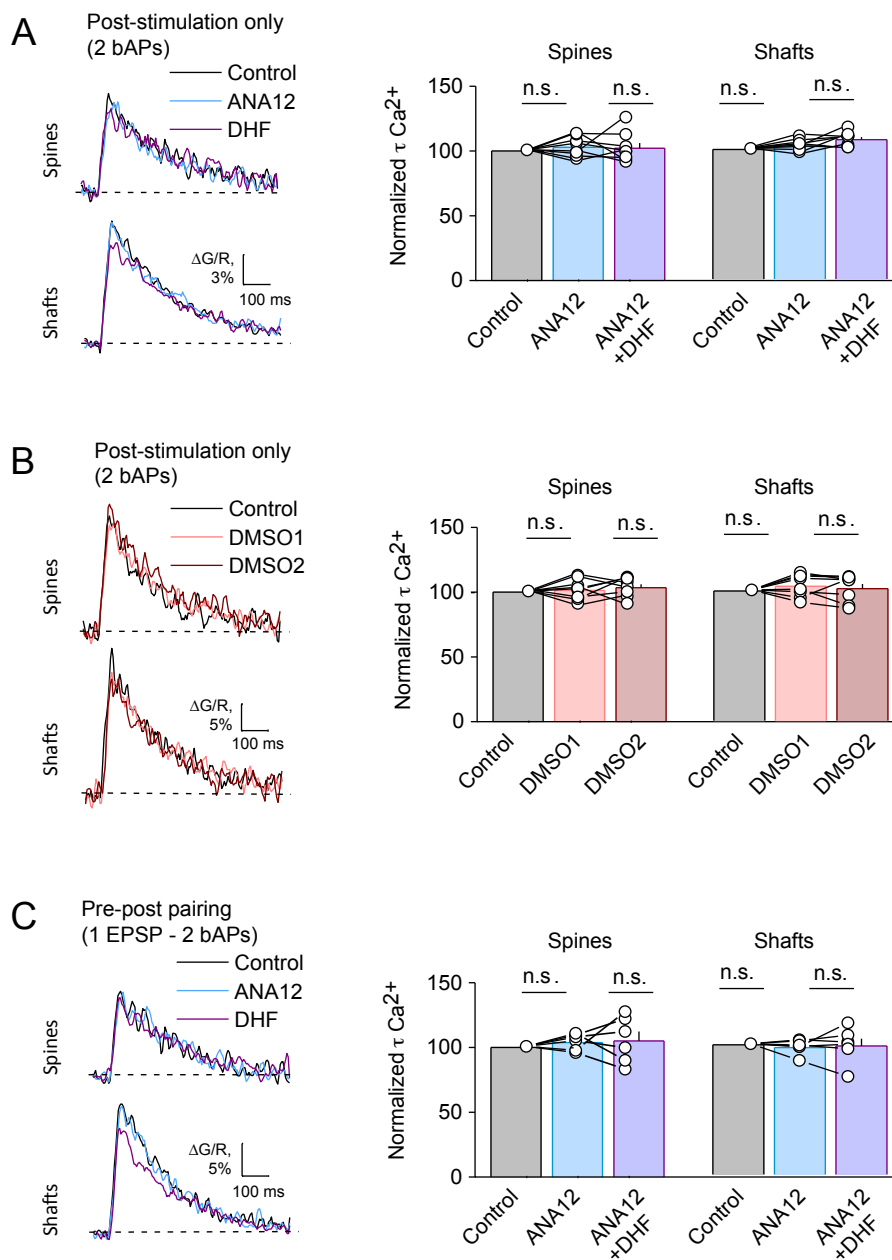 A
Post-stimulation only
(2 bAPs)
Control
ANA12
DHF
Spines
Shafts
ΔG/R,
3%
100 ms
Spines
Shafts
n.s.
n.s.
n.s.
n.s.
Normalized τ Ca2+
150
100
50
0
Control
ANA12
ANA12
+DHF
Control
ANA12
ANA12
+DHF
B
Post-stimulation only
(2 bAPs)
Control
DMSO1
DMSO2
Spines
Shafts
ΔG/R,
5%
100 ms
Spines
Shafts
n.s.
n.s.
n.s.
n.s.
Normalized τ Ca2+
150
100
50
0
Control
DMSO1
DMSO2
Control
DMSO1
DMSO2
C
Pre-post pairing
(1 EPSP - 2 bAPs)
Control
ANA12
DHF
Spines
Shafts
ΔG/R,
5%
100 ms
Spines
Shafts
n.s.
n.s.
n.s.
n.s.
Normalized τ Ca2+
150
100
50
0
Control
ANA12
ANA12
+DHF
Control
ANA12
ANA12
+DHF